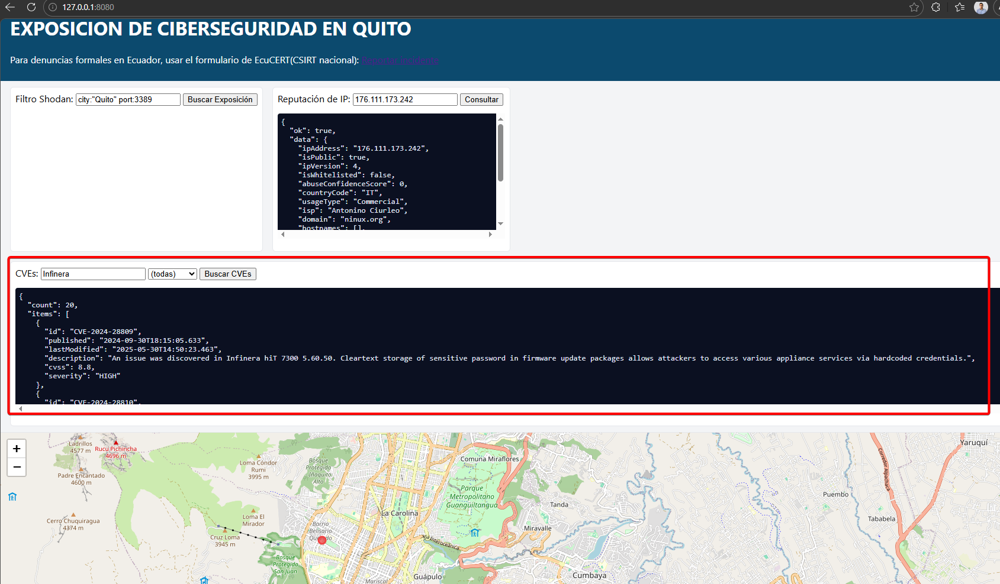 127.0.0.1:8080
EXPOSICION DE CIBERSEGURIDAD EN QUITO
Para denuncias formales en Ecuador, usar el formulario de EcuCERT(CSIRT nacional): Reportar incidente
Filtro Shodan: city:"Quito" port:3389 Buscar Exposición
Reputación de IP: 176.111.173.242 Consultar
{
"ok": true,
"data": {
"ipAddress": "176.111.173.242",
"isPublic": true,
"ipVersion": 4,
"isWhitelisted": false,
"abuseConfidenceScore": 0,
"countryCode": "IT",
"usageType": "Commercial",
"isp": "Antonino Ciurleo",
"domain": "ninux.org",
"hostnames": [],
CVEs: Infinera (todas) Buscar CVEs
{
"count": 20,
"items": [
{
"id": "CVE-2024-28809",
"published": "2024-09-30T18:15:05.633",
"lastModified": "2025-05-30T14:50:23.463",
"description": "An issue was discovered in Infinera hiT 7300 5.60.50. Cleartext storage of sensitive password in firmware update packages allows attackers to access various appliance services via hardcoded credentials.",
"cvss": 8.8,
"severity": "HIGH"
},
{
"id": "CVE-2024-28810",
+
−
Ladrillos
4577 m
Rucu Pichincha
4696 m
Padre Encantado
4600 m
Cerro Chuquiragua
4374 m
Loma Condor
Rumi
3995 m
Loma El
Mirador
Cruz Loma
3945 m
Bosque
Protegido
Iñaquito
Alto
Barrio
Belisario
Quevedo
Bosque
Protegido
San Juan
La Carolina
Comuna Miraflores
Parque
Metropolitano
Guangüiltangua
Vía Interoceánica
Guápulo
Mariscal
Tanda
Miravalle
Cumbaya
Yaruquí
Corredor Alpachaca
Puembo
Tababela